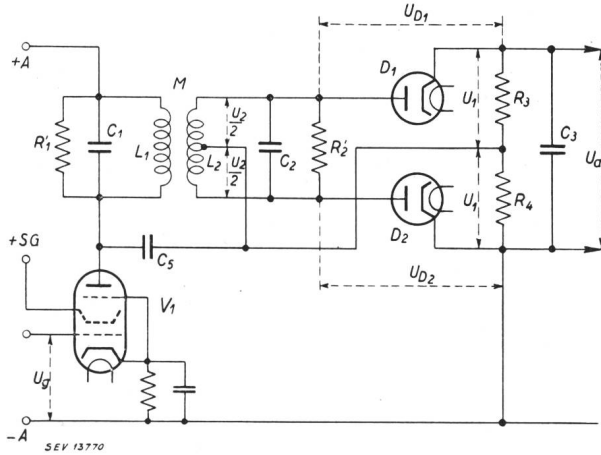 U_D1
+A
M
D1
R'1
C1
L1
L2
U2/2
U2/2
C2
R'2
U1
R3
C3
Ua
U1
R4
D2
C5
+SG
U_D2
V1
Ug
-A
SEV 13770